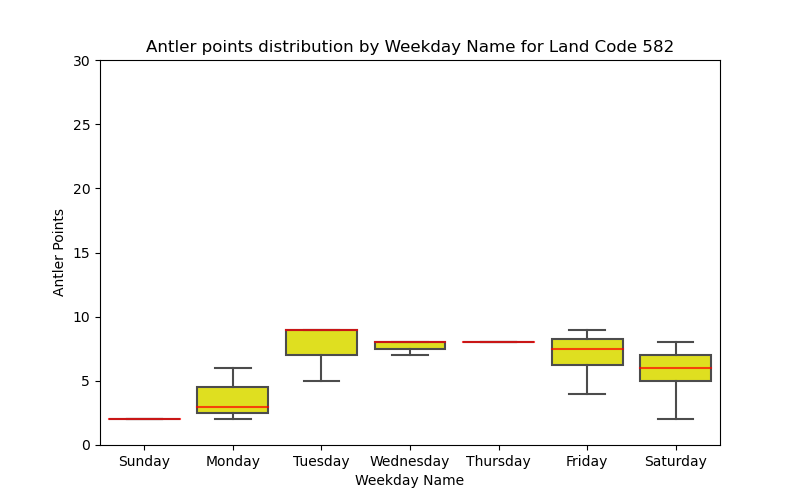 Antler points distribution by Weekday Name for Land Code 582
30
25
20
15
10
5
0
Antler Points
Sunday Monday Tuesday Wednesday Thursday Friday Saturday
Weekday Name